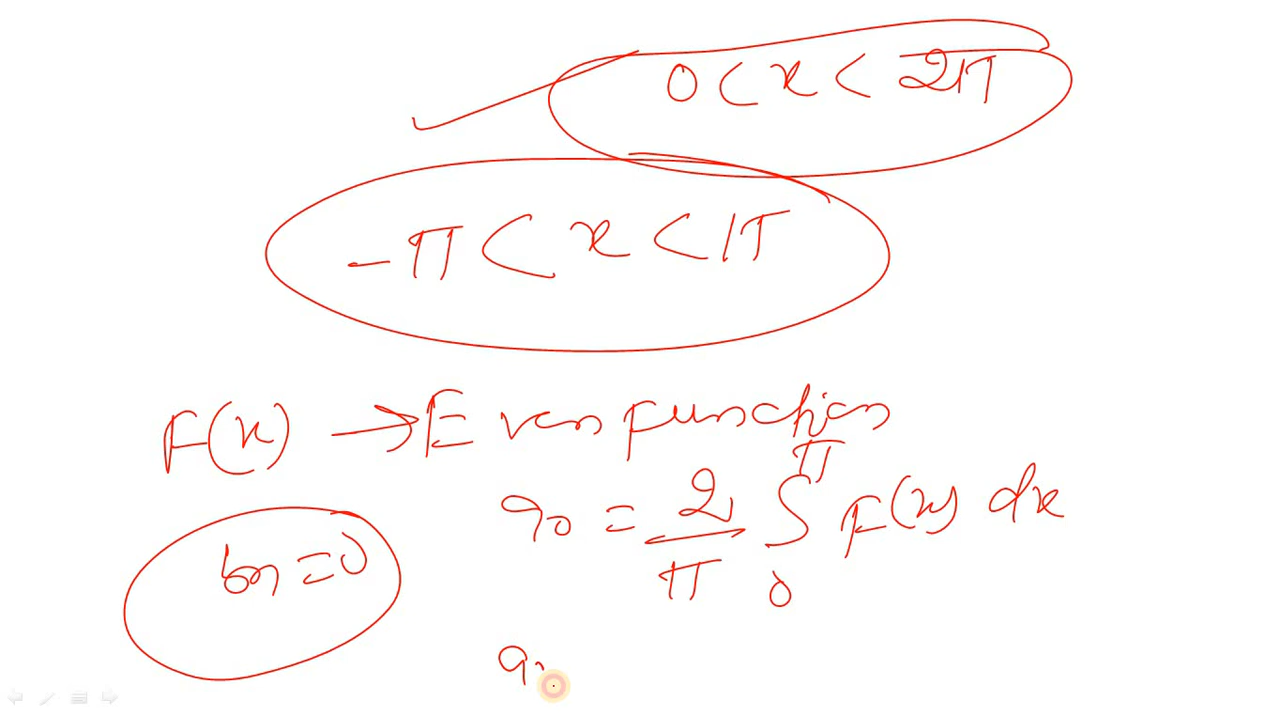 0 < x < 2π
-π < x < π
F(x) → Even function
bn = 0
a0 = 2/π ∫0^π F(x) dx
a